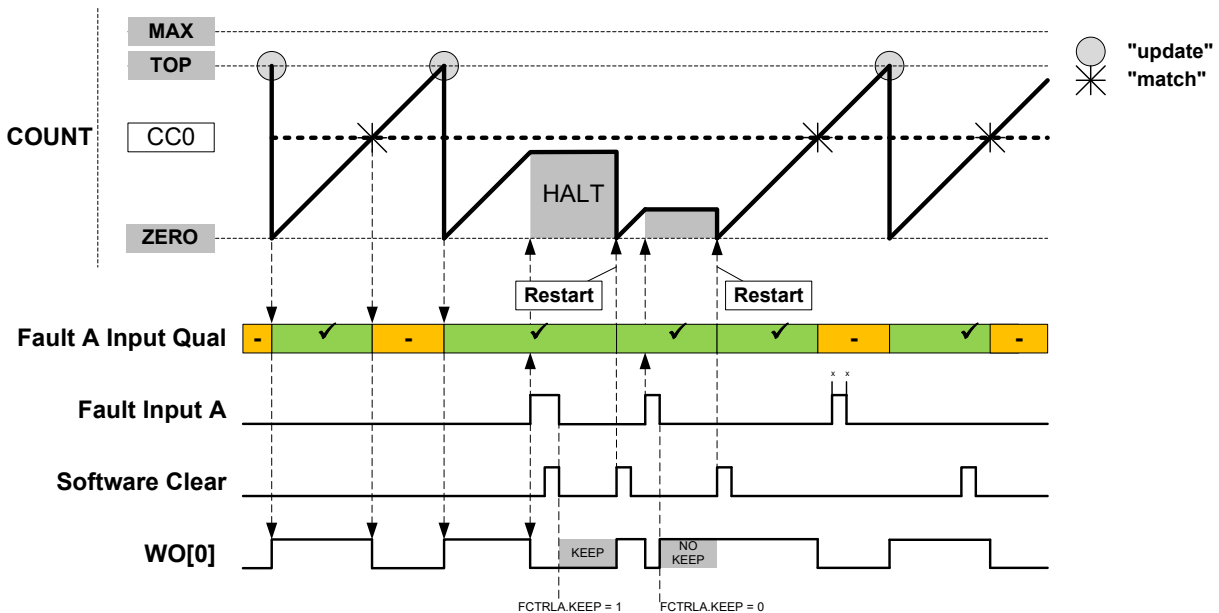 MAX
TOP
"update"
"match"
COUNT
CC0
HALT
ZERO
Restart
Restart
Fault A Input Qual
- ✓ - ✓ ✓ ✓ - ✓ -
x x
Fault Input A
Software Clear
WO[0]
KEEP
NO
KEEP
FCTRLA.KEEP = 1
FCTRLA.KEEP = 0